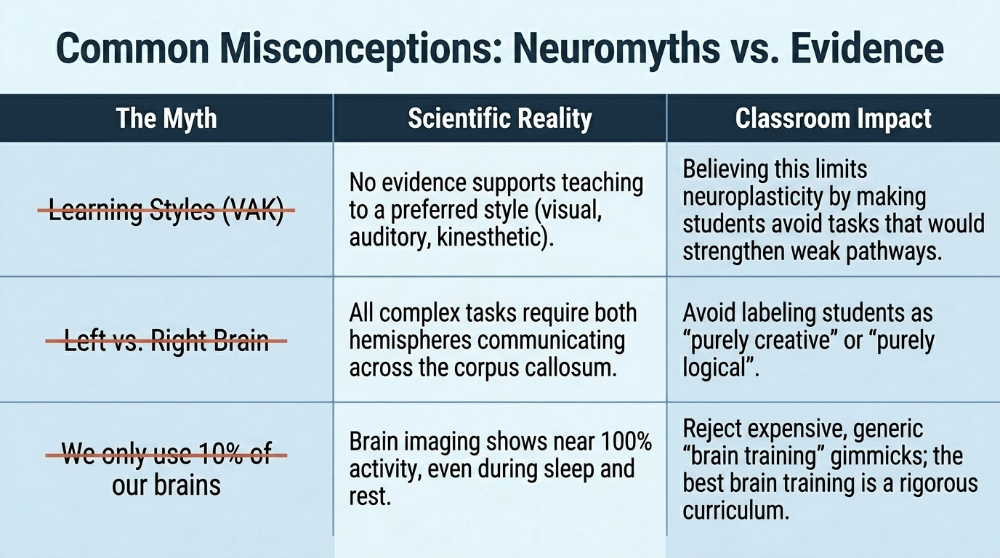 Common Misconceptions: Neuromyths vs. Evidence
The Myth
Scientific Reality
Classroom Impact
Learning Styles (VAK)
No evidence supports teaching
to a preferred style (visual,
auditory, kinesthetic).
Believing this limits
neuroplasticity by making
students avoid tasks that would
strengthen weak pathways.
Left vs. Right Brain
All complex tasks require both
hemispheres communicating
across the corpus callosum.
Avoid labeling students as
“purely creative” or “purely
logical”.
We only use 10% of
our brains
Brain imaging shows near 100%
activity, even during sleep and
rest.
Reject expensive, generic
“brain training” gimmicks; the
best brain training is a rigorous
curriculum.